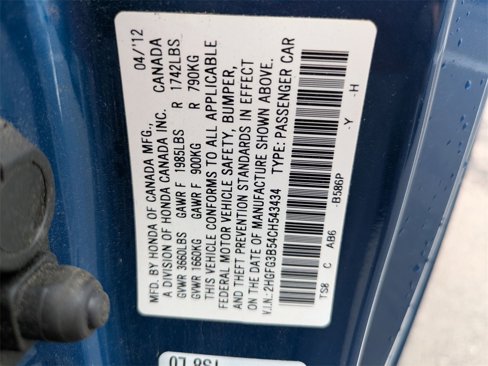 MFD. BY HONDA OF CANADA MFG., 04/'12
A DIVISION OF HONDA CANADA INC. CANADA
GVWR 3660LBS GAWR F 1985LBS R 1742LBS
GVWR 1660KG GAWR F 900KG R 790KG
THIS VEHICLE CONFORMS TO ALL APPLICABLE
FEDERAL MOTOR VEHICLE SAFETY, BUMPER,
AND THEFT PREVENTION STANDARDS IN EFFECT
ON THE DATE OF MANUFACTURE SHOWN ABOVE.
V.I.N.:2HGFG3B54CH543434 TYPE: PASSENGER CAR
TS8 C AB6 -B586P -Y -H